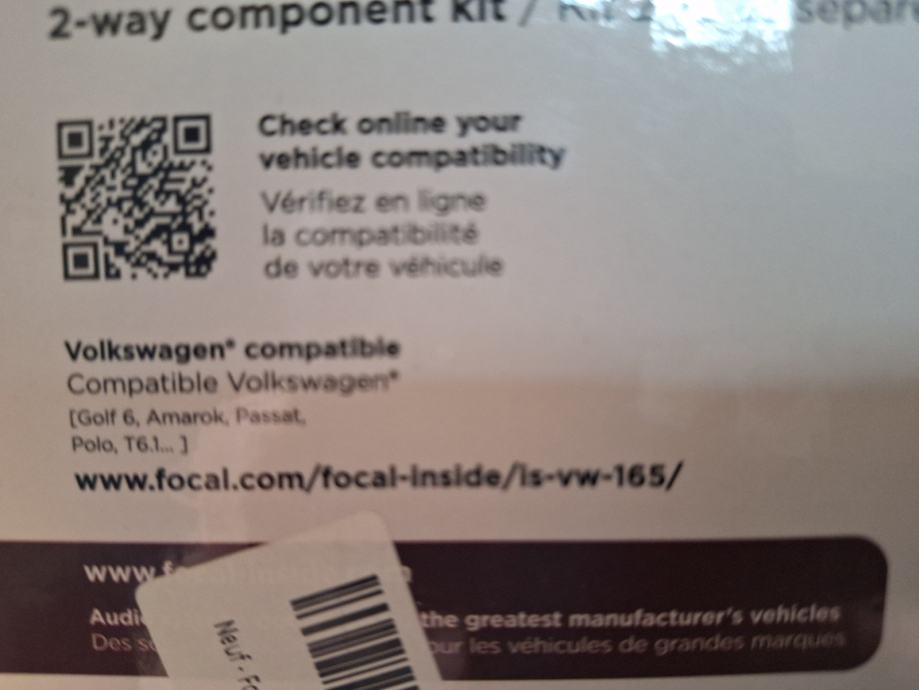 2-way component kit /
Check online your
vehicle compatibility
Vérifiez en ligne
la compatibilité
de votre véhicule
Volkswagen* compatible
Compatible Volkswagen*
[Golf 6, Amarok, Passat,
Polo, T6.1... ]
www.focal.com/focal-inside/is-vw-165/
the greatest manufacturer's vehicles
Des
les véhicules de grandes marques
Neuf -